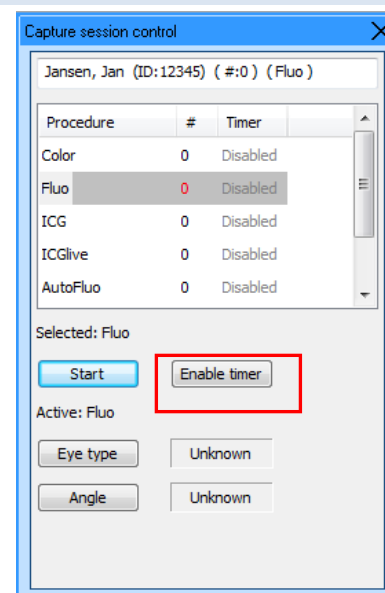 Capture session control
Jansen, Jan (ID:12345) ( #:0 ) ( Fluo )
Procedure # Timer
Color 0 Disabled
Fluo 0 Disabled
ICG 0 Disabled
ICGlive 0 Disabled
AutoFluo 0 Disabled
Selected: Fluo
Start Enable timer
Active: Fluo
Eye type Unknown
Angle Unknown